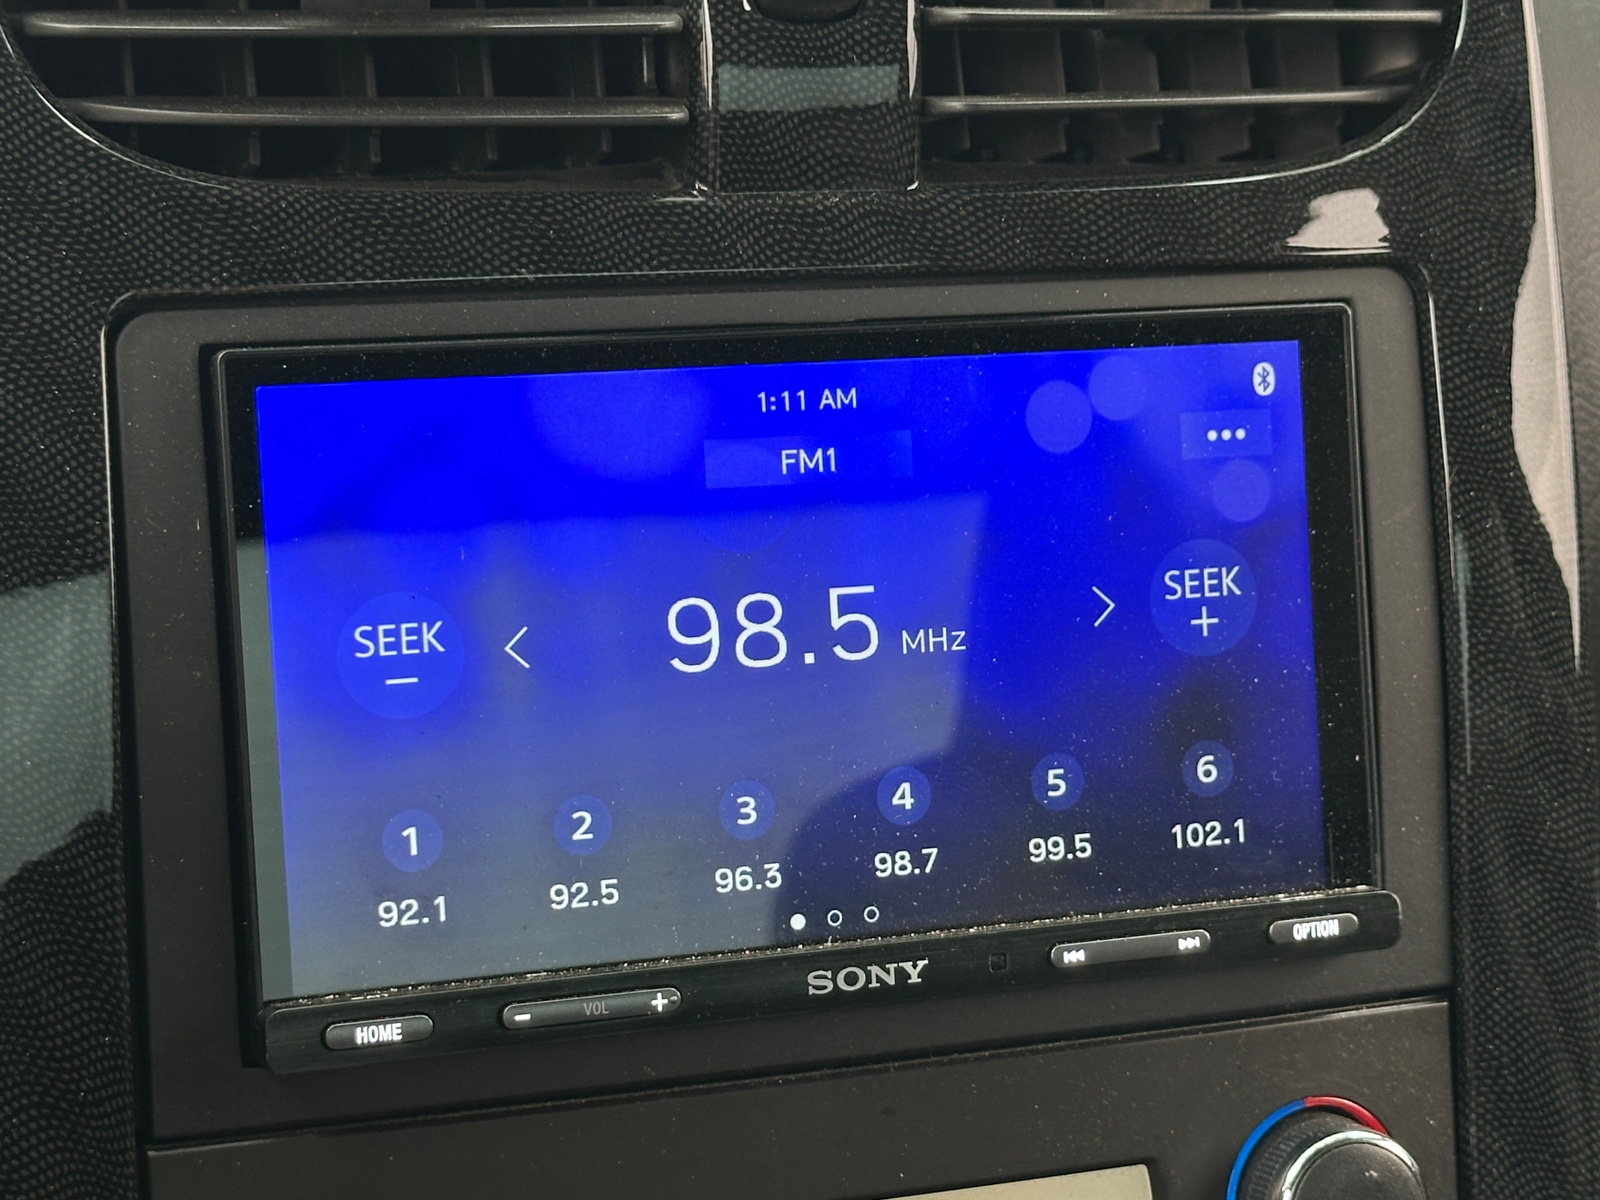 1:11 AM
FM1
•••
SEEK
–
<
98.5 MHz
>
SEEK
+
1 2 3 4 5 6
92.1 92.5 96.3 98.7 99.5 102.1
SONY
HOME
– VOL +
OPTION